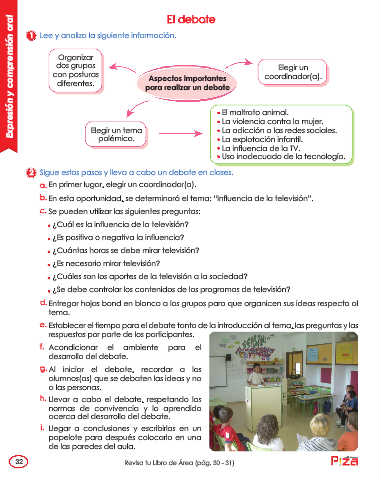 Expresión y comprensión oral
El debate
1 Lee y analiza la siguiente información.
Organizar
dos grupos
con posturas
diferentes.
Aspectos importantes
para realizar un debate
Elegir un
coordinador(a).
Elegir un tema
polémico.
• El maltrato animal.
• La violencia contra la mujer.
• La adicción a las redes sociales.
• La explotación infantil.
• La influencia de la TV.
• Uso inadecuado de la tecnología.
2 Sigue estos pasos y lleva a cabo un debate en clases.
a. En primer lugar, elegir un coordinador(a).
b. En esta oportunidad, se determinará el tema: "Influencia de la televisión".
c. Se pueden utilizar las siguientes preguntas:
• ¿Cuál es la influencia de la televisión?
• ¿Es positiva o negativa la influencia?
• ¿Cuántas horas se debe mirar televisión?
• ¿Es necesario mirar televisión?
• ¿Cuáles son los aportes de la televisión a la sociedad?
• ¿Se debe controlar los contenidos de los programas de televisión?
d. Entregar hojas bond en blanco a los grupos para que organicen sus ideas respecto al
tema.
e. Establecer el tiempo para el debate tanto de la introducción al tema, las preguntas y las
respuestas por parte de los participantes.
f. Acondicionar el ambiente para el
desarrollo del debate.
g. Al iniciar el debate, recordar a las
alumnos(as) que se debaten las ideas y no
a las personas.
h. Llevar a cabo el debate, respetando las
normas de convivencia y lo aprendido
acerca del desarrollo del debate.
i. Llegar a conclusiones y escribirlas en un
papelote para después colocarlo en una
de las paredes del aula.
32
Revisa tu Libro de Área (pág. 30 - 31)
Pizza